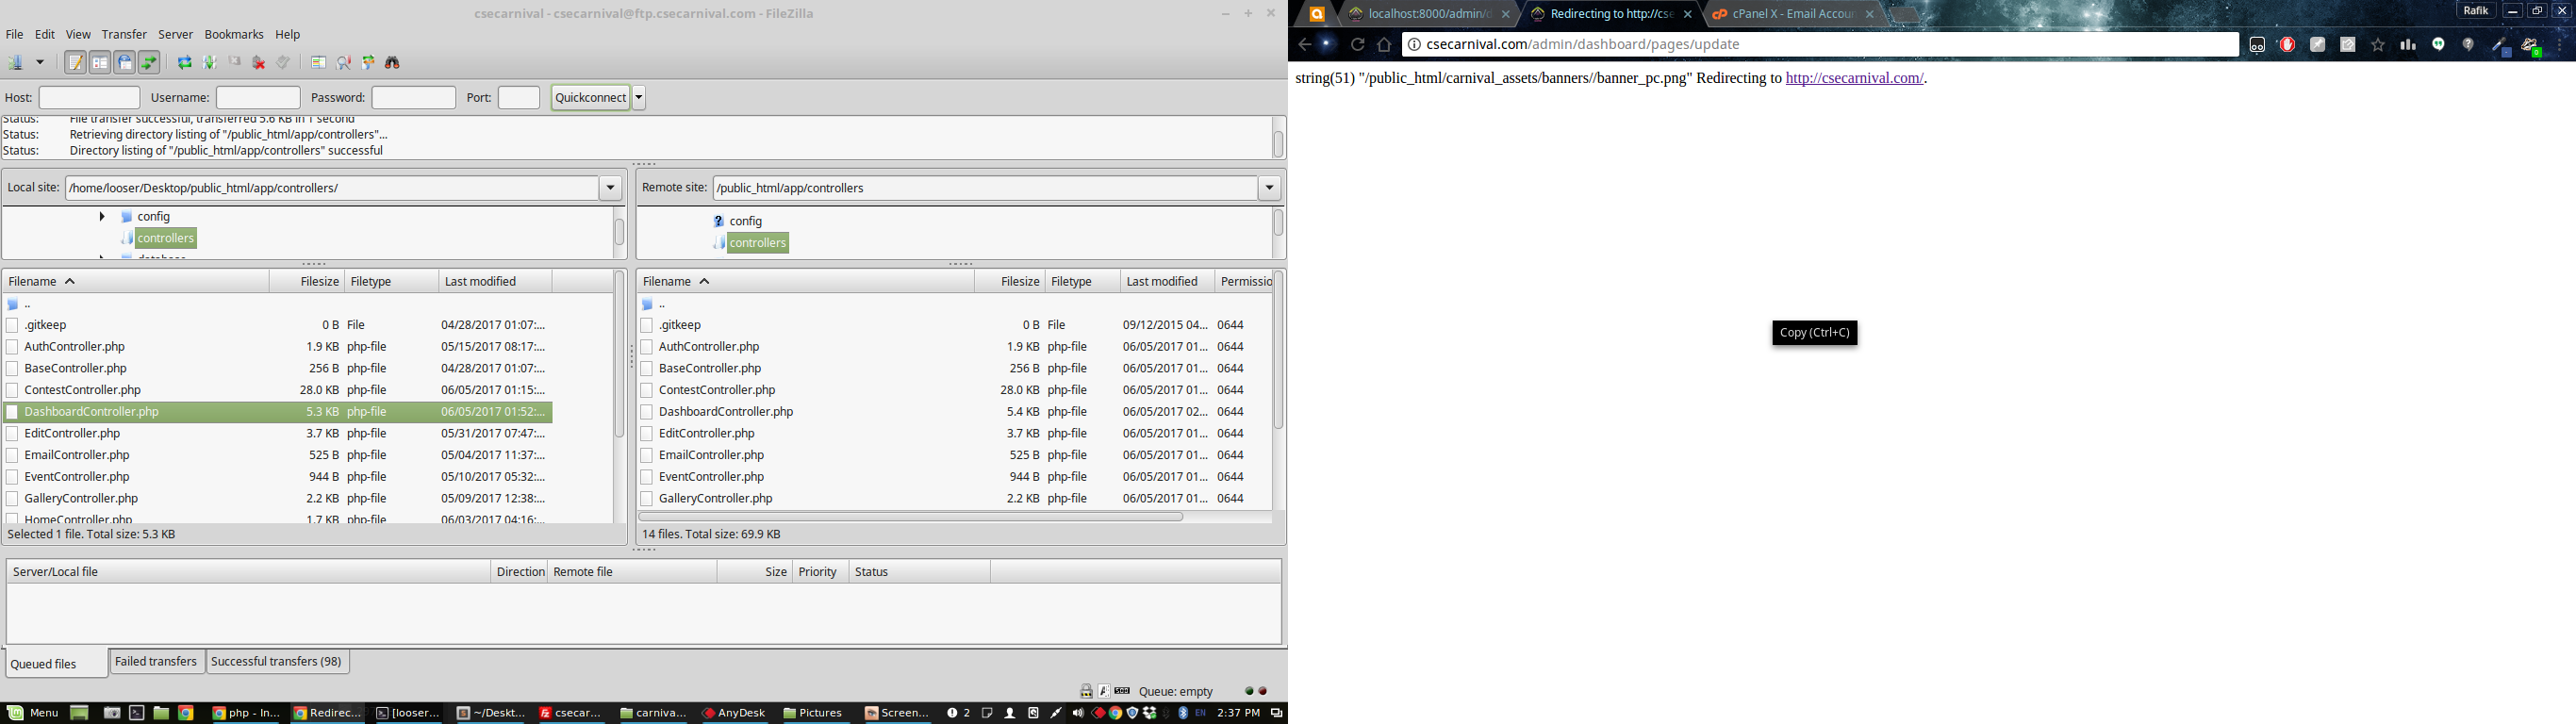 csecarnival - csecarnival@ftp.csecarnival.com - FileZilla
File Edit View Transfer Server Bookmarks Help
Host: Username: Password: Port: Quickconnect
Status: File transfer successful, transferred 5.6 KB in 1 second
Status: Retrieving directory listing of "/public_html/app/controllers"...
Status: Directory listing of "/public_html/app/controllers" successful
Local site: /home/looser/Desktop/public_html/app/controllers/
config
controllers
database
Filename Filesize Filetype Last modified
..
.gitkeep 0 B File 04/28/2017 01:07:...
AuthController.php 1.9 KB php-file 05/15/2017 08:17:...
BaseController.php 256 B php-file 04/28/2017 01:07:...
ContestController.php 28.0 KB php-file 06/05/2017 01:15:...
DashboardController.php 5.3 KB php-file 06/05/2017 01:52:...
EditController.php 3.7 KB php-file 05/31/2017 07:47:...
EmailController.php 525 B php-file 05/04/2017 11:37:...
EventController.php 944 B php-file 05/10/2017 05:32:...
GalleryController.php 2.2 KB php-file 05/09/2017 12:38:...
HomeController.php 1.7 KB php-file 06/03/2017 04:16:...
Selected 1 file. Total size: 5.3 KB
Remote site: /public_html/app/controllers
config
controllers
Filename Filesize Filetype Last modified Permissio
..
.gitkeep 0 B File 09/12/2015 04... 0644
AuthController.php 1.9 KB php-file 06/05/2017 01... 0644
BaseController.php 256 B php-file 06/05/2017 01... 0644
ContestController.php 28.0 KB php-file 06/05/2017 01... 0644
DashboardController.php 5.4 KB php-file 06/05/2017 02... 0644
EditController.php 3.7 KB php-file 06/05/2017 01... 0644
EmailController.php 525 B php-file 06/05/2017 01... 0644
EventController.php 944 B php-file 06/05/2017 01... 0644
GalleryController.php 2.2 KB php-file 06/05/2017 01... 0644
14 files. Total size: 69.9 KB
Server/Local file Direction Remote file Size Priority Status
Queued files Failed transfers Successful transfers (98)
Queue: empty
localhost:8000/admin/d Redirecting to http://cse cPanel X - Email Accoun Rafik
csecarnival.com/admin/dashboard/pages/update
string(51) "/public_html/carnival_assets/banners//banner_pc.png" Redirecting to http://csecarnival.com/.
Copy (Ctrl+C)
Menu php - In... Redirec... [looser... ~/Deskt... csecar... carniva... AnyDesk Pictures Screen... 2 EN 2:37 PM